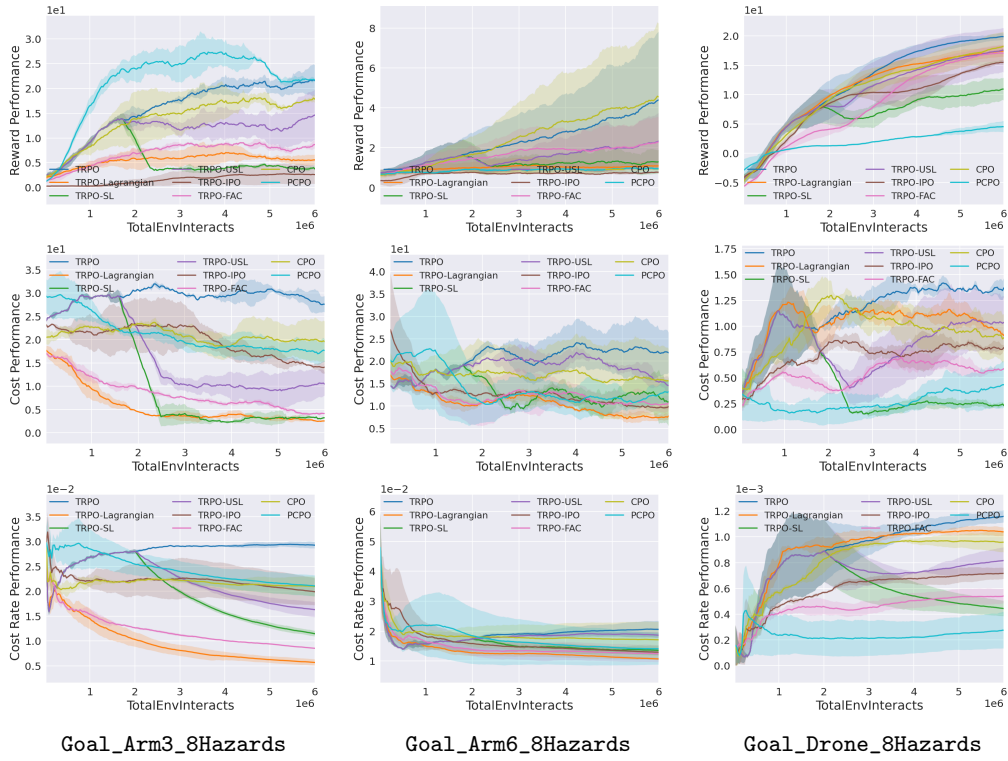 1e1
Reward Performance
3.0
2.5
2.0
1.5
1.0
0.5
0.0
TRPO
TRPO-Lagrangian
TRPO-SL
TRPO-USL
TRPO-IPO
TRPO-FAC
CPO
PCPO
1 2 3 4 5 6
TotalEnvInteracts
1e6
Reward Performance
8
6
4
2
0
TRPO
TRPO-Lagrangian
TRPO-SL
TRPO-USL
TRPO-IPO
TRPO-FAC
CPO
PCPO
1 2 3 4 5 6
TotalEnvInteracts
1e6
1e1
Reward Performance
2.0
1.5
1.0
0.5
0.0
−0.5
TRPO
TRPO-Lagrangian
TRPO-SL
TRPO-USL
TRPO-IPO
TRPO-FAC
CPO
PCPO
1 2 3 4 5 6
TotalEnvInteracts
1e6
1e1
Cost Performance
3.5
3.0
2.5
2.0
1.5
1.0
0.5
0.0
TRPO
TRPO-Lagrangian
TRPO-SL
TRPO-USL
TRPO-IPO
TRPO-FAC
CPO
PCPO
1 2 3 4 5 6
TotalEnvInteracts
1e6
1e1
Cost Performance
4.0
3.5
3.0
2.5
2.0
1.5
1.0
0.5
TRPO
TRPO-Lagrangian
TRPO-SL
TRPO-USL
TRPO-IPO
TRPO-FAC
CPO
PCPO
1 2 3 4 5 6
TotalEnvInteracts
1e6
Cost Performance
1.75
1.50
1.25
1.00
0.75
0.50
0.25
0.00
TRPO
TRPO-Lagrangian
TRPO-SL
TRPO-USL
TRPO-IPO
TRPO-FAC
CPO
PCPO
1 2 3 4 5 6
TotalEnvInteracts
1e6
1e−2
Cost Rate Performance
3.5
3.0
2.5
2.0
1.5
1.0
0.5
TRPO
TRPO-Lagrangian
TRPO-SL
TRPO-USL
TRPO-IPO
TRPO-FAC
CPO
PCPO
1 2 3 4 5 6
TotalEnvInteracts
1e6
1e−2
Cost Rate Performance
6
5
4
3
2
1
TRPO
TRPO-Lagrangian
TRPO-SL
TRPO-USL
TRPO-IPO
TRPO-FAC
CPO
PCPO
1 2 3 4 5 6
TotalEnvInteracts
1e6
1e−3
Cost Rate Performance
1.2
1.0
0.8
0.6
0.4
0.2
0.0
TRPO
TRPO-Lagrangian
TRPO-SL
TRPO-USL
TRPO-IPO
TRPO-FAC
CPO
PCPO
1 2 3 4 5 6
TotalEnvInteracts
1e6
Goal_Arm3_8Hazards
Goal_Arm6_8Hazards
Goal_Drone_8Hazards